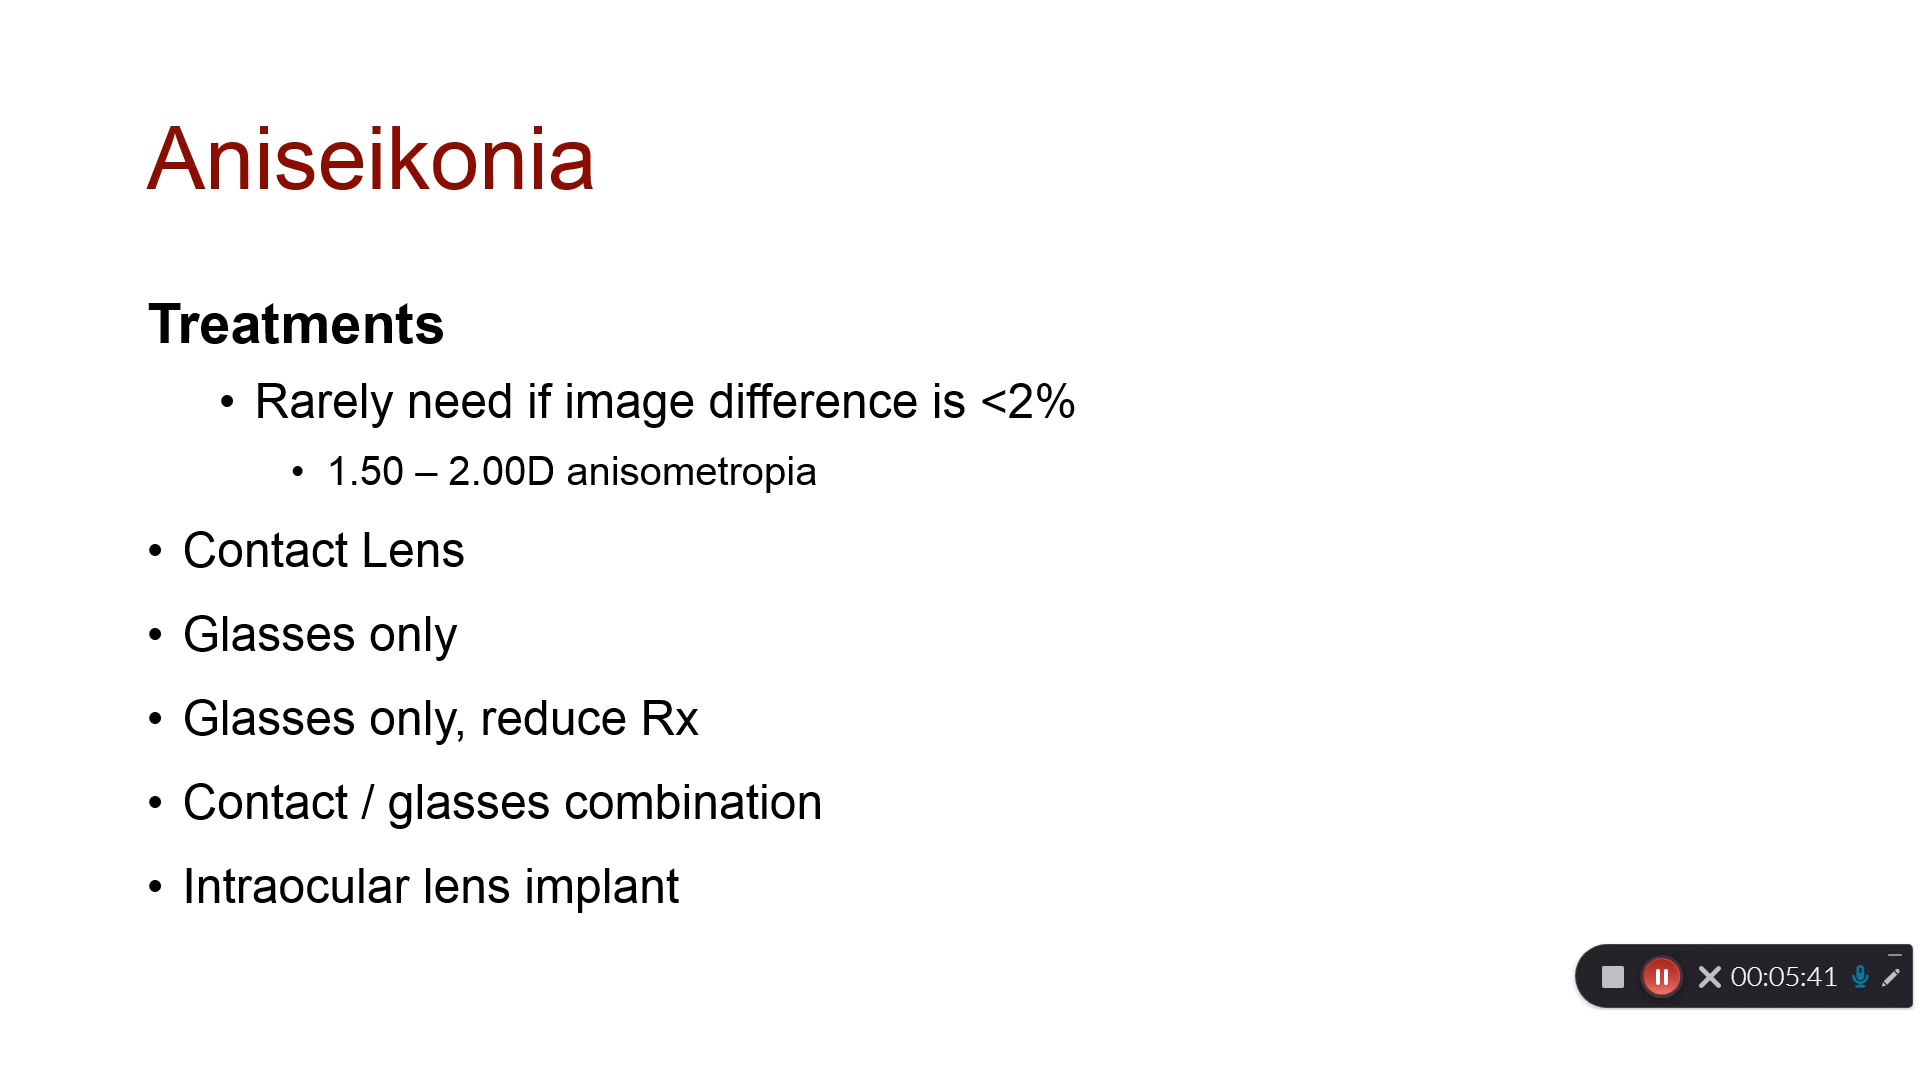 Aniseikonia
Treatments
• Rarely need if image difference is <2%
• 1.50 – 2.00D anisometropia
• Contact Lens
• Glasses only
• Glasses only, reduce Rx
• Contact / glasses combination
• Intraocular lens implant
00:05:41